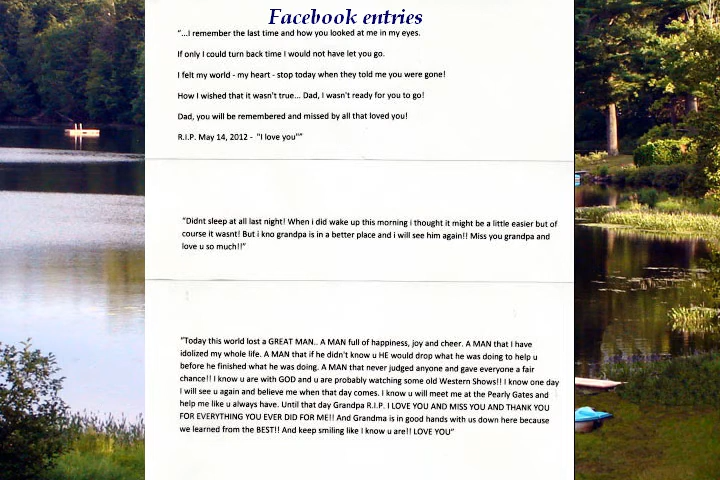 Facebook entries
"...I remember the last time and how you looked at me in my eyes.
If only I could turn back time I would not have let you go.
I felt my world - my heart - stop today when they told me you were gone!
How I wished that it wasn't true... Dad, I wasn't ready for you to go!
Dad, you will be remembered and missed by all that loved you!
R.I.P. May 14, 2012 - "I love you""
"Didnt sleep at all last night! When i did wake up this morning i thought it might be a little easier but of
course it wasnt! But i kno grandpa is in a better place and i will see him again!! Miss you grandpa and
love u so much!!"
"Today this world lost a GREAT MAN.. A MAN full of happiness, joy and cheer. A MAN that I have
idolized my whole life. A MAN that if he didn't know u HE would drop what he was doing to help u
before he finished what he was doing. A MAN that never judged anyone and gave everyone a fair
chance!! I know u are with GOD and u are probably watching some old Western Shows!! I know one day
I will see u again and believe me when that day comes. I know u will meet me at the Pearly Gates and
help me like u always have. Until that day Grandpa R.I.P. I LOVE YOU AND MISS YOU AND THANK YOU
FOR EVERYTHING YOU EVER DID FOR ME!! And Grandma is in good hands with us down here because
we learned from the BEST!! And keep smiling like I know u are!! LOVE YOU"